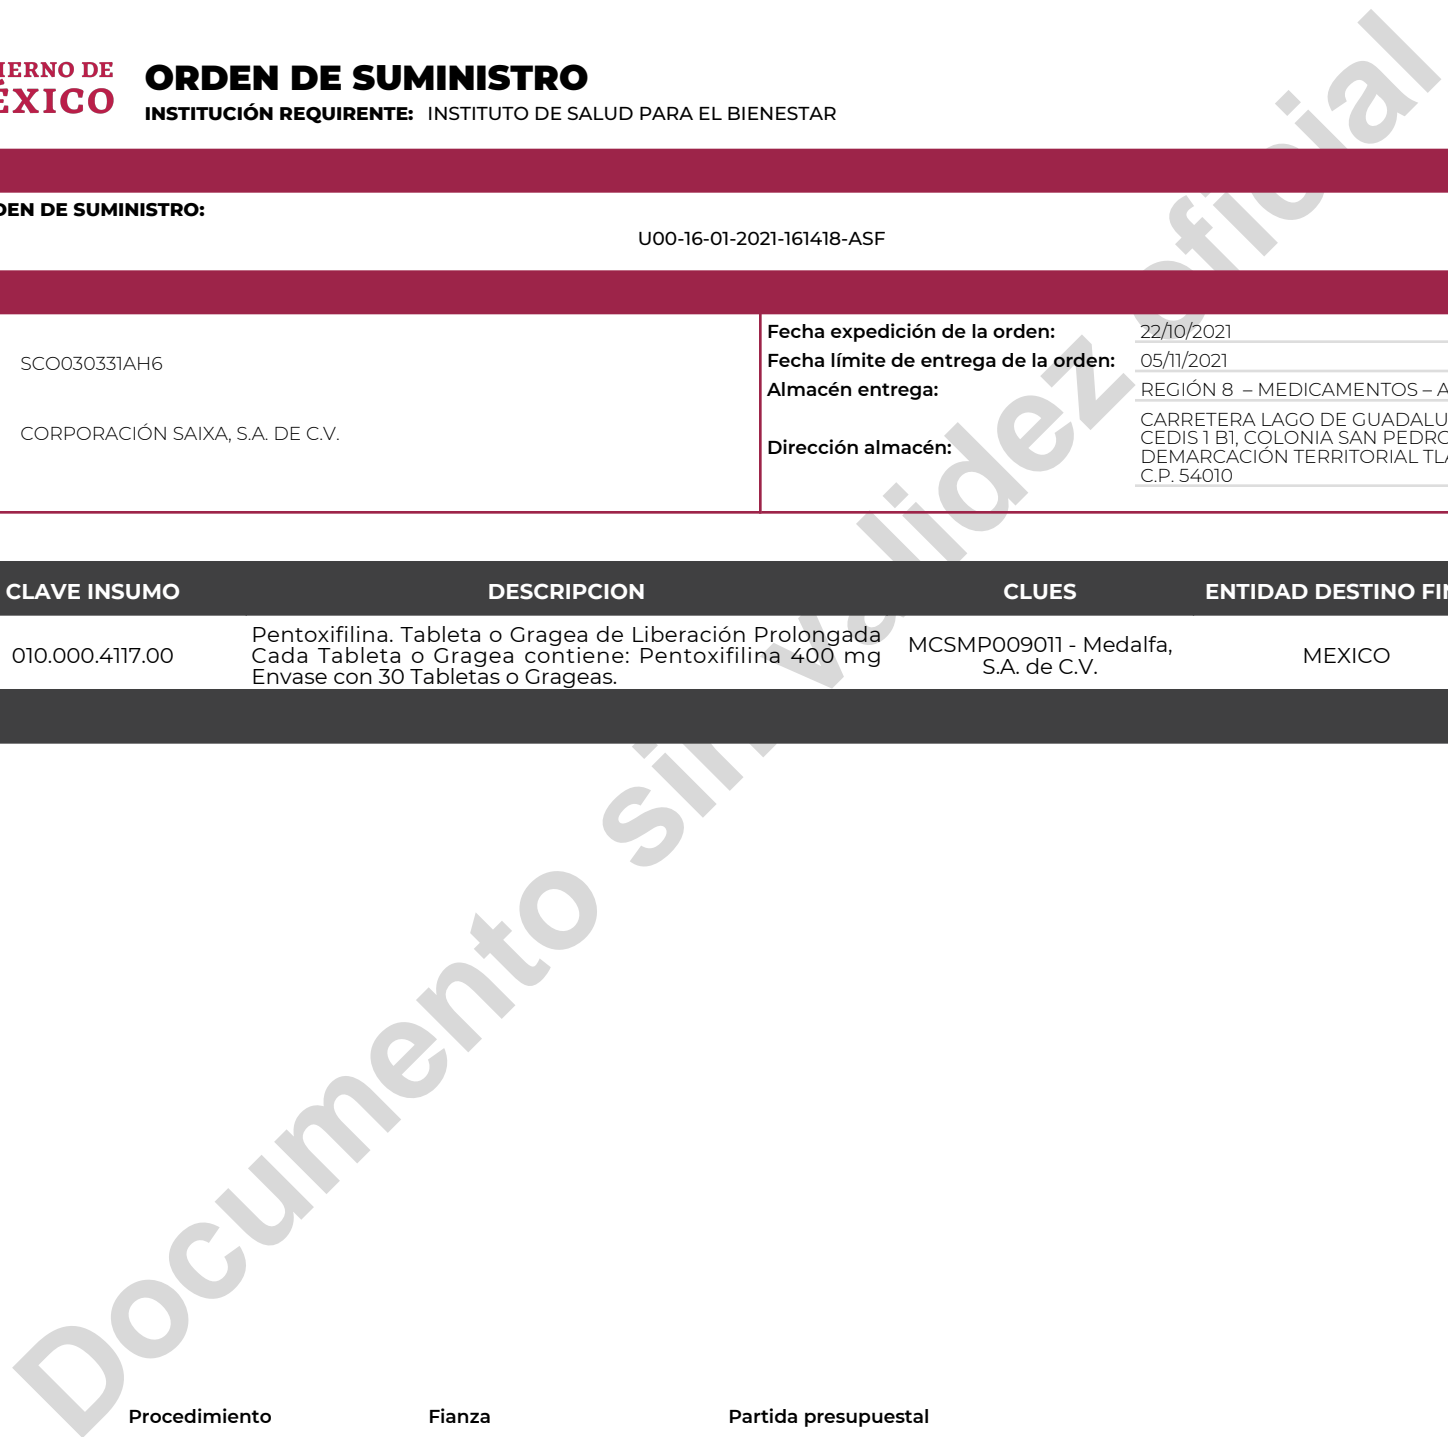 IERNO DE
ÉXICO
ORDEN DE SUMINISTRO
INSTITUCIÓN REQUIRENTE: INSTITUTO DE SALUD PARA EL BIENESTAR
DEN DE SUMINISTRO:
U00-16-01-2021-161418-ASF
SCO030331AH6
CORPORACIÓN SAIXA, S.A. DE C.V.
Fecha expedición de la orden: 22/10/2021
Fecha límite de entrega de la orden: 05/11/2021
Almacén entrega: REGIÓN 8 – MEDICAMENTOS – A
Dirección almacén:
CARRETERA LAGO DE GUADALU
CEDIS 1 B1, COLONIA SAN PEDRO
DEMARCACIÓN TERRITORIAL TLA
C.P. 54010
CLAVE INSUMO DESCRIPCION CLUES ENTIDAD DESTINO FIN
010.000.4117.00
Pentoxifilina. Tableta o Gragea de Liberación Prolongada
Cada Tableta o Gragea contiene: Pentoxifilina 400 mg
Envase con 30 Tabletas o Grageas.
MCSMP009011 - Medalfa,
S.A. de C.V.
MEXICO
Documento sin validez oficial
Procedimiento Fianza Partida presupuestal